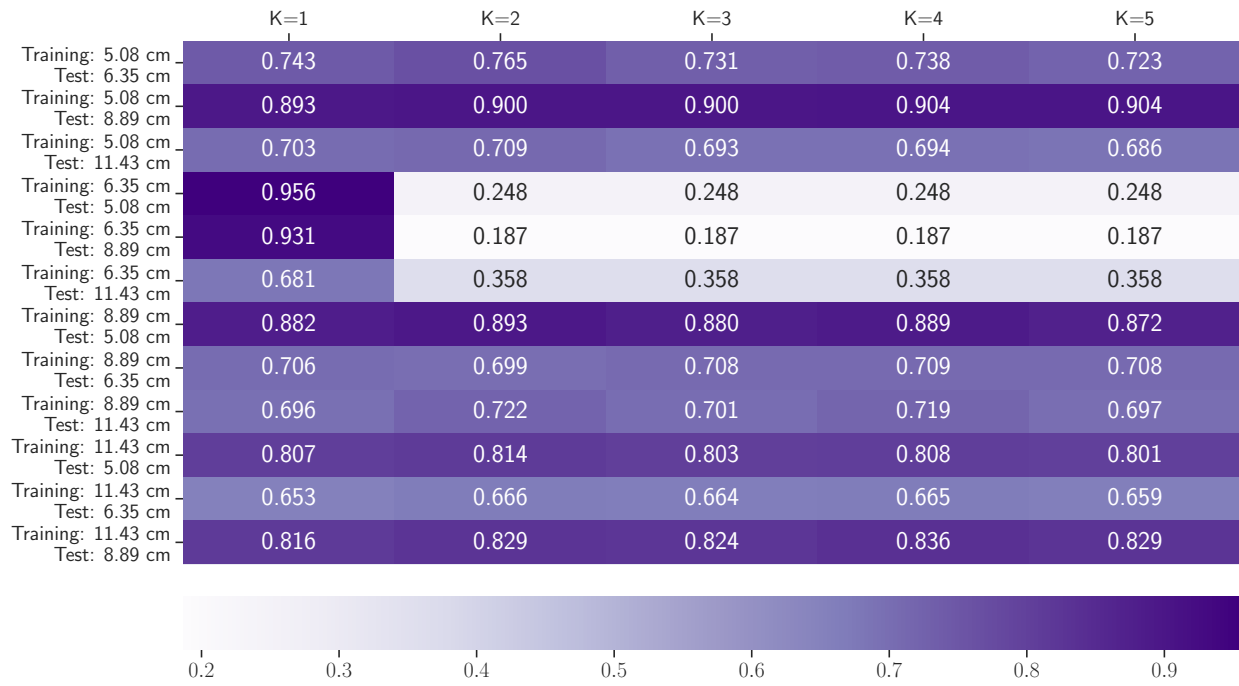 K=1 K=2 K=3 K=4 K=5
Training: 5.08 cm
Test: 6.35 cm
0.743 0.765 0.731 0.738 0.723
Training: 5.08 cm
Test: 8.89 cm
0.893 0.900 0.900 0.904 0.904
Training: 5.08 cm
Test: 11.43 cm
0.703 0.709 0.693 0.694 0.686
Training: 6.35 cm
Test: 5.08 cm
0.956 0.248 0.248 0.248 0.248
Training: 6.35 cm
Test: 8.89 cm
0.931 0.187 0.187 0.187 0.187
Training: 6.35 cm
Test: 11.43 cm
0.681 0.358 0.358 0.358 0.358
Training: 8.89 cm
Test: 5.08 cm
0.882 0.893 0.880 0.889 0.872
Training: 8.89 cm
Test: 6.35 cm
0.706 0.699 0.708 0.709 0.708
Training: 8.89 cm
Test: 11.43 cm
0.696 0.722 0.701 0.719 0.697
Training: 11.43 cm
Test: 5.08 cm
0.807 0.814 0.803 0.808 0.801
Training: 11.43 cm
Test: 6.35 cm
0.653 0.666 0.664 0.665 0.659
Training: 11.43 cm
Test: 8.89 cm
0.816 0.829 0.824 0.836 0.829
0.2 0.3 0.4 0.5 0.6 0.7 0.8 0.9